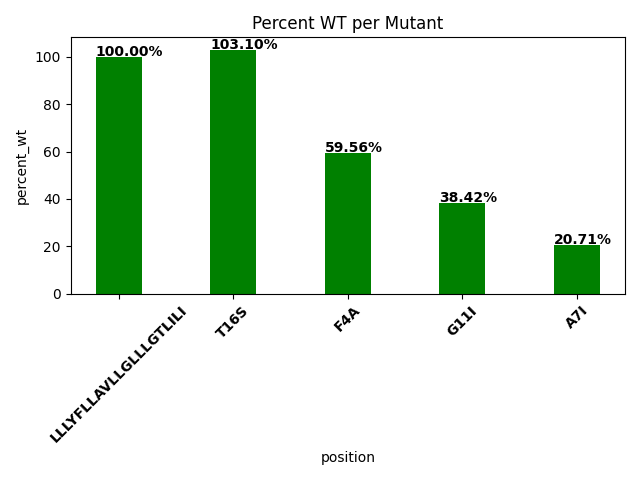 Percent WT per Mutant
percent_wt
100
80
60
40
20
0
100.00%
103.10%
59.56%
38.42%
20.71%
LLLYFLLAVLLGLLLGTLILI
T16S
F4A
G11I
A7I
position